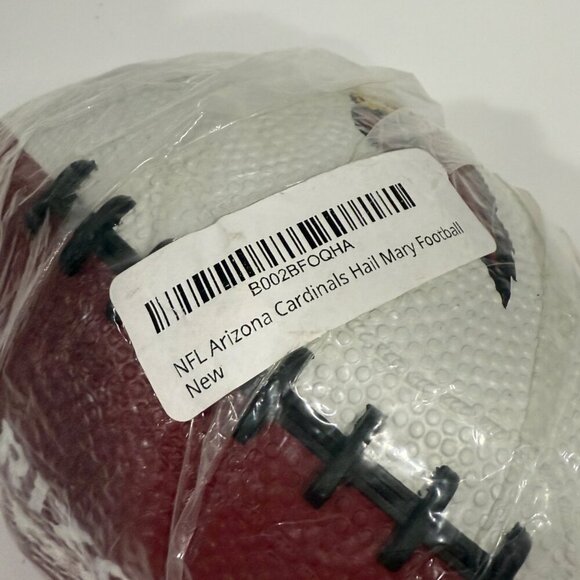 B002BFOQHA
NFL Arizona Cardinals Hail Mary Football
New